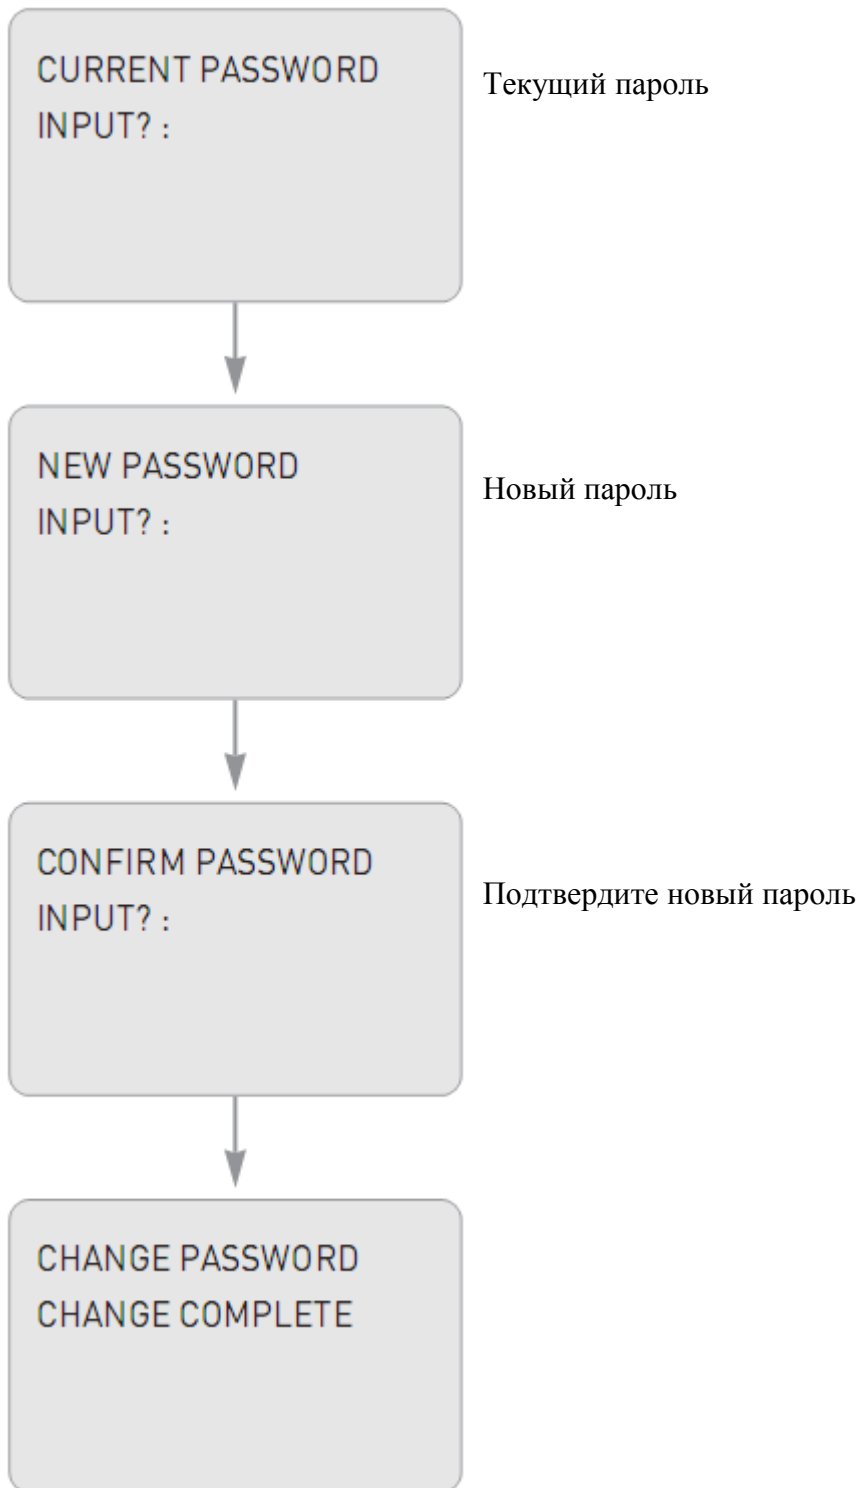 CURRENT PASSWORD
INPUT? :
Текущий пароль
NEW PASSWORD
INPUT? :
Новый пароль
CONFIRM PASSWORD
INPUT? :
Подтвердите новый пароль
CHANGE PASSWORD
CHANGE COMPLETE